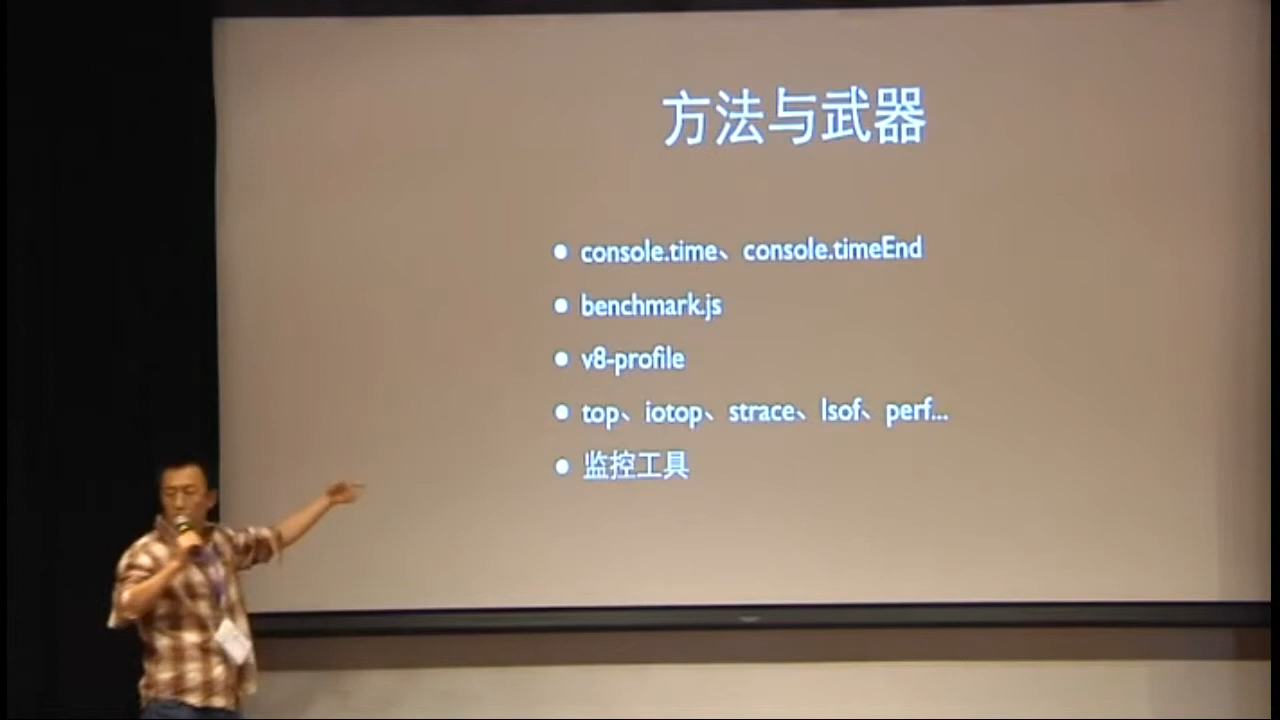 方法与武器
console.time、console.timeEnd
benchmark.js
v8-profile
top、iotop、strace、lsof、perf...
监控工具